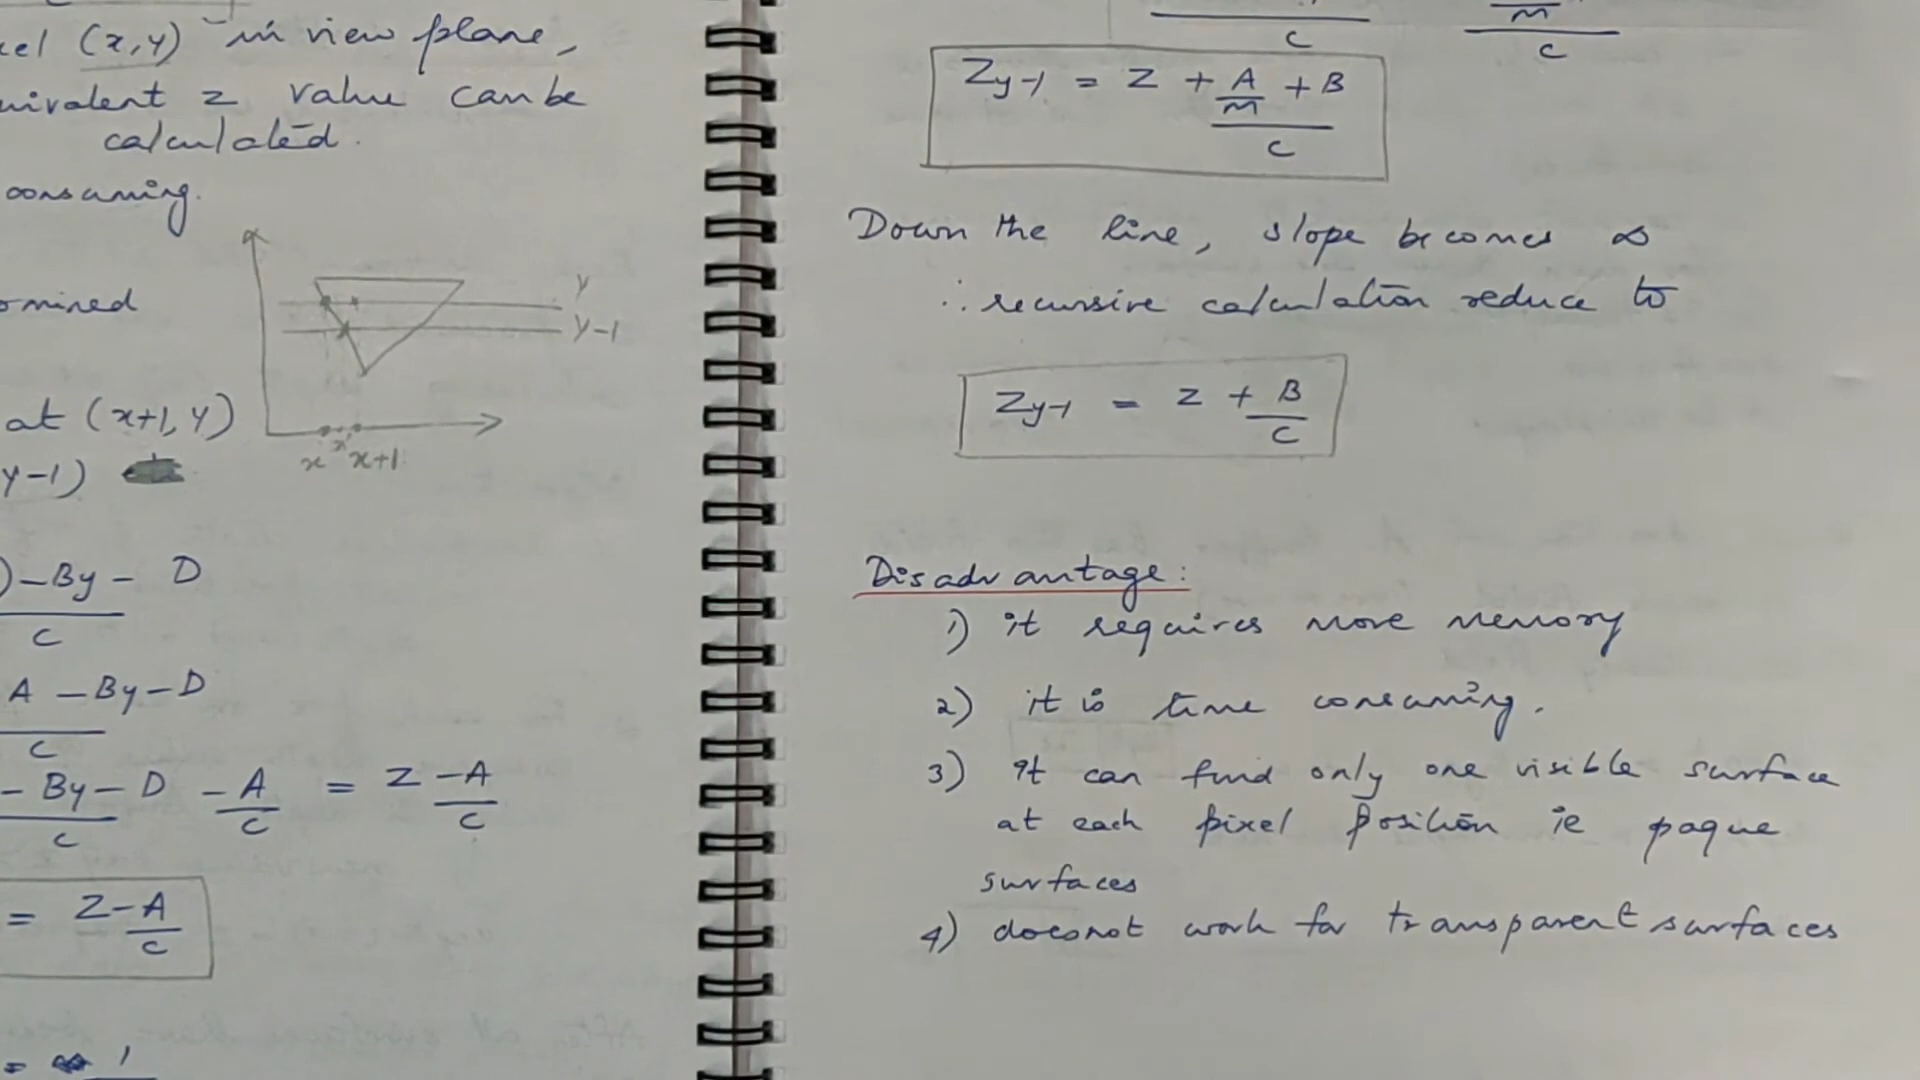 (x,y) in view plane,
z value can be
calculated.
consuming.
y
y-1
at (x+1, y)
y-1)
x x' x+1
) - By - D
C
A - By - D
C
- By - D - A = Z - A
C C C
= Z - A
C
= 1
C
M
C
Zy-1 = Z + A + B
M
C
Down the line, slope becomes ∞
∴ recursive calculation reduce to
Zy-1 = Z + B
C
Disadvantage:
1) it requires more memory
2) it is time consuming.
3) It can find only one visible surface
at each pixel position ie paque
surfaces
4) doesnot work for transparent surfaces